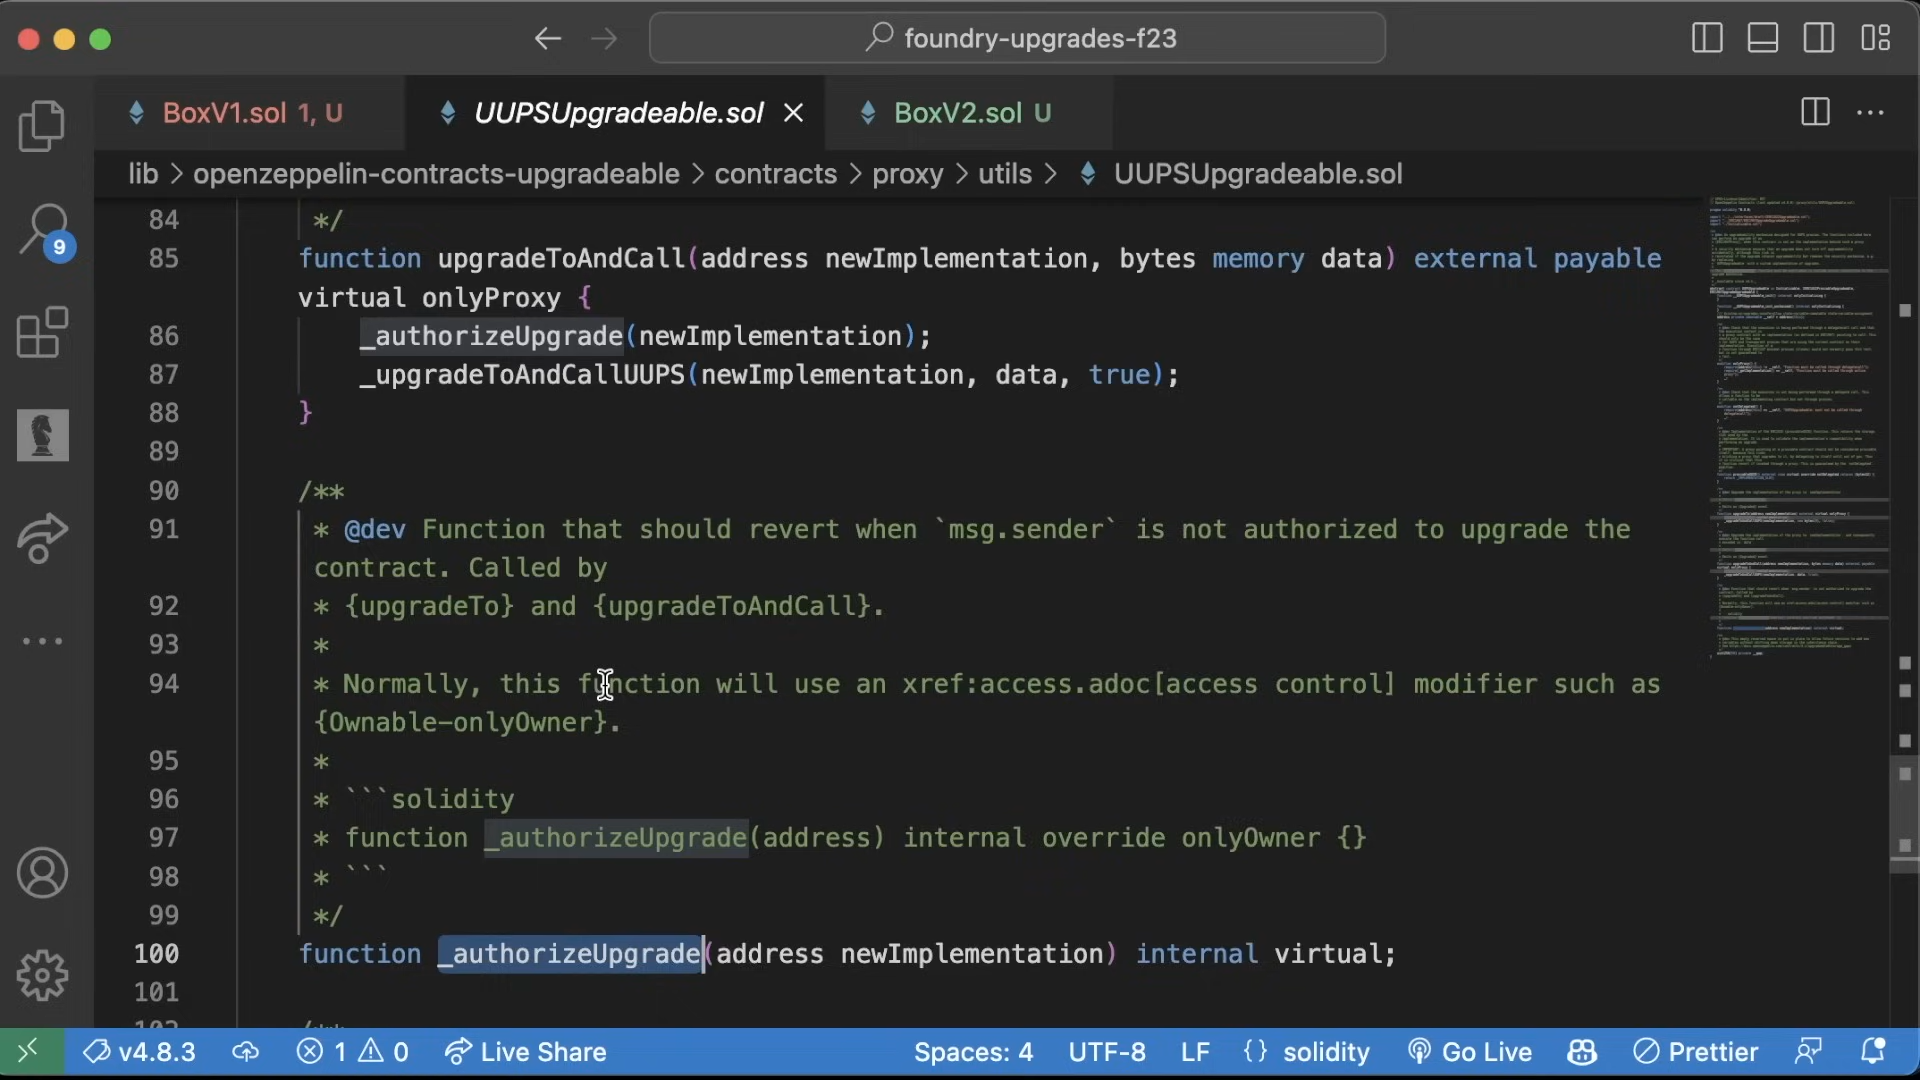 foundry-upgrades-f23
BoxV1.sol 1, U
UUPSUpgradeable.sol
BoxV2.sol U
lib > openzeppelin-contracts-upgradeable > contracts > proxy > utils > UUPSUpgradeable.sol
9
84 */
85 function upgradeToAndCall(address newImplementation, bytes memory data) external payable
virtual onlyProxy {
86 _authorizeUpgrade(newImplementation);
87 _upgradeToAndCallUUPS(newImplementation, data, true);
88 }
89
90 /**
91 * @dev Function that should revert when `msg.sender` is not authorized to upgrade the
contract. Called by
92 * {upgradeTo} and {upgradeToAndCall}.
93 *
94 * Normally, this function will use an xref:access.adoc[access control] modifier such as
{Ownable-onlyOwner}.
95 *
96 * ```solidity
97 * function _authorizeUpgrade(address) internal override onlyOwner {}
98 * ```
99 */
100 function _authorizeUpgrade(address newImplementation) internal virtual;
101
v4.8.3 1 0 Live Share Spaces: 4 UTF-8 LF {} solidity Go Live Prettier